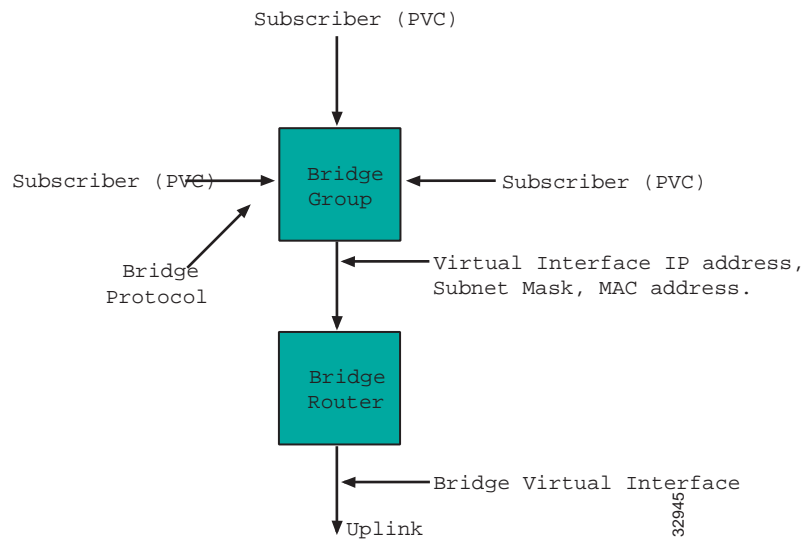 Subscriber (PVC)
Bridge
Group
Subscriber (PVC)
Subscriber (PVC)
Bridge
Protocol
Virtual Interface IP address,
Subnet Mask, MAC address.
Bridge
Router
Bridge Virtual Interface
Uplink
32945